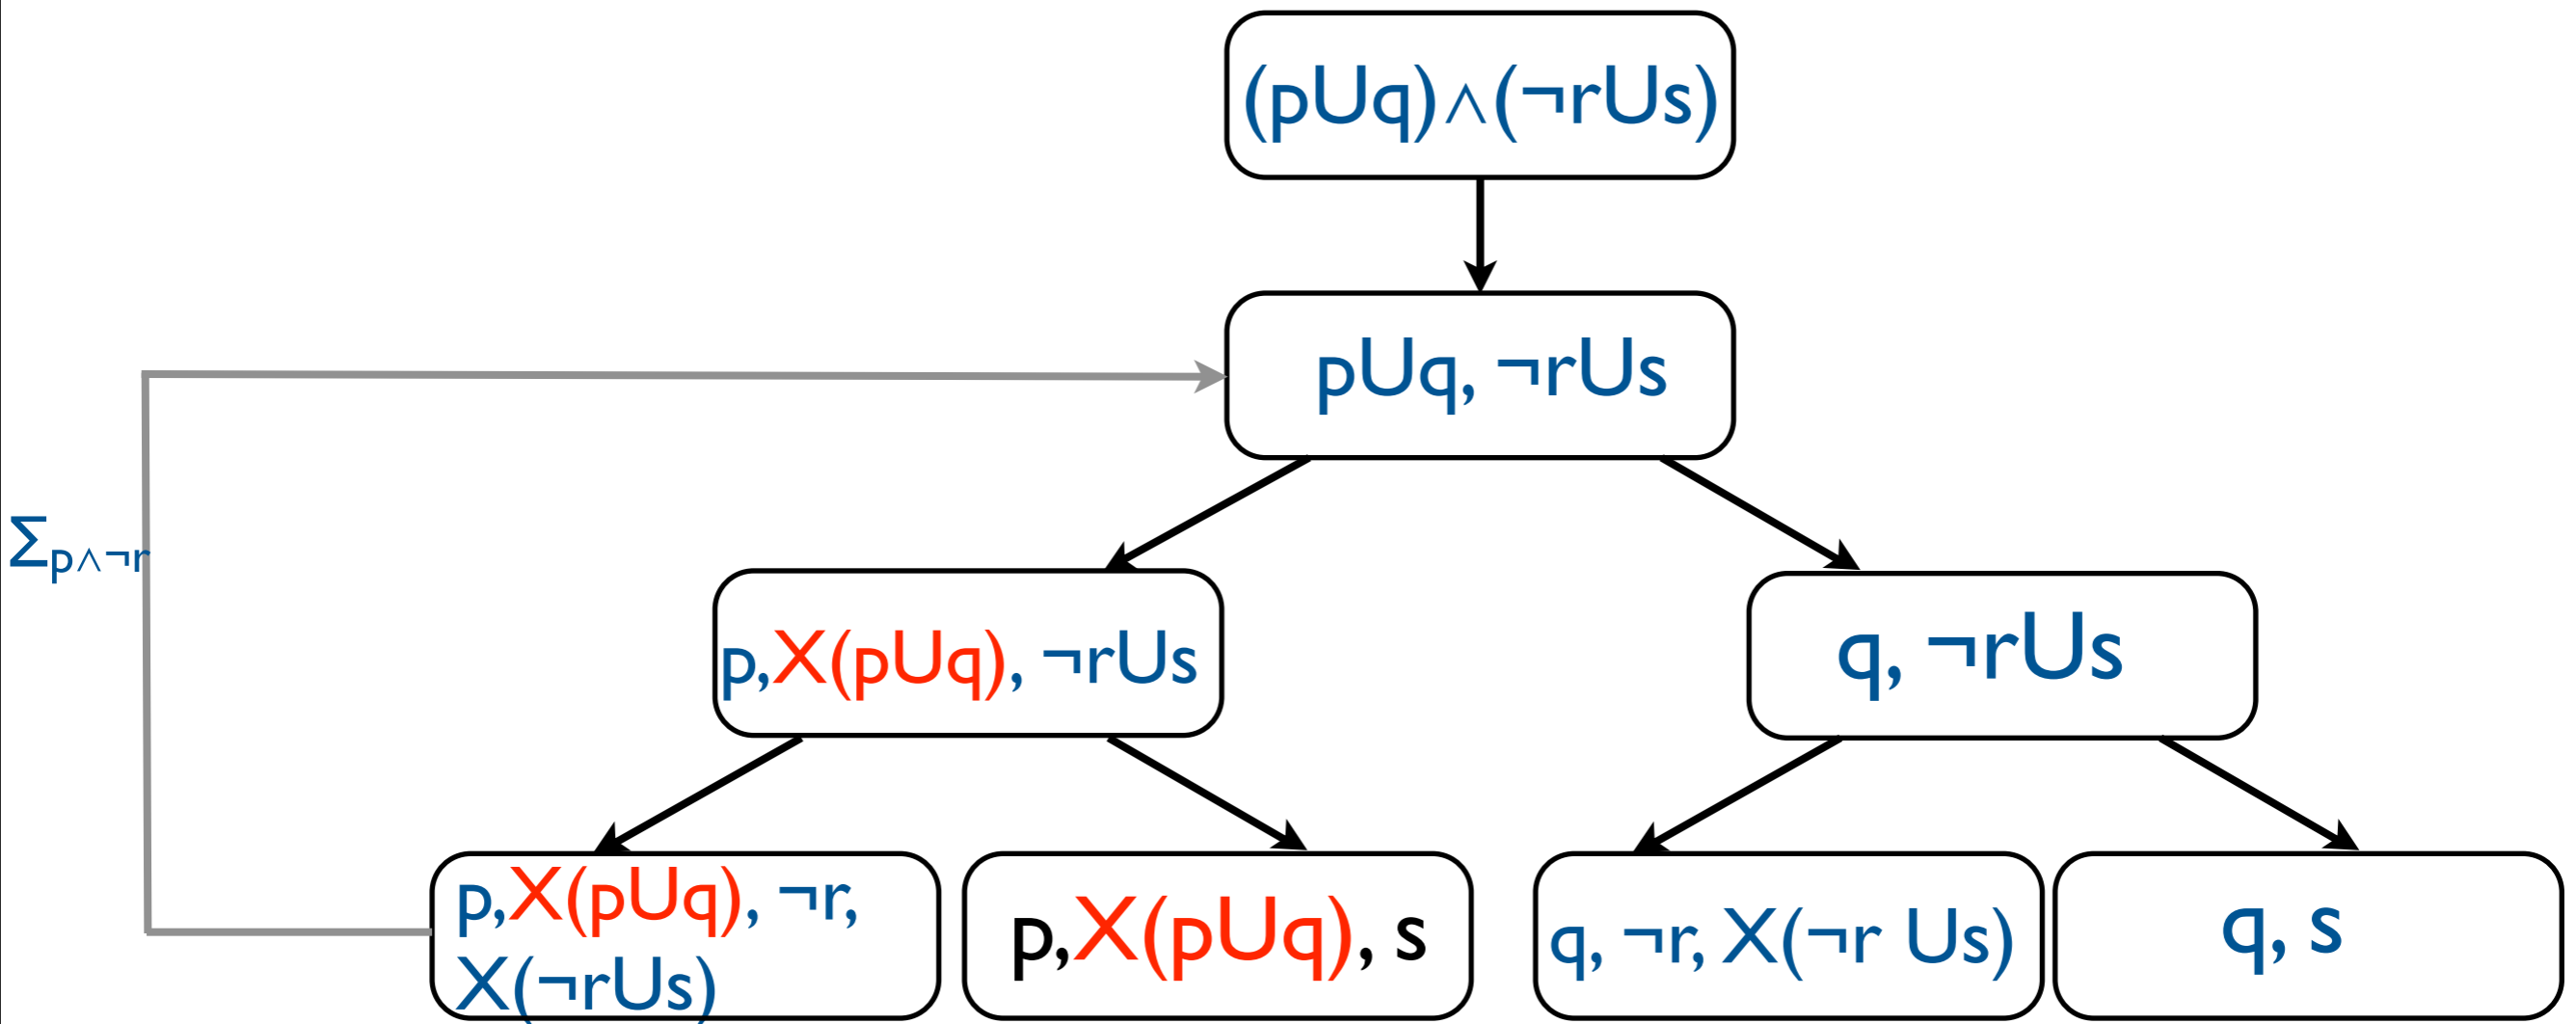 (pUq)∧(¬rUs)
pUq, ¬rUs
Σp∧¬r
p,X(pUq), ¬rUs
q, ¬rUs
p,X(pUq), ¬r,
X(¬rUs)
p,X(pUq), s
q, ¬r, X(¬r Us)
q, s